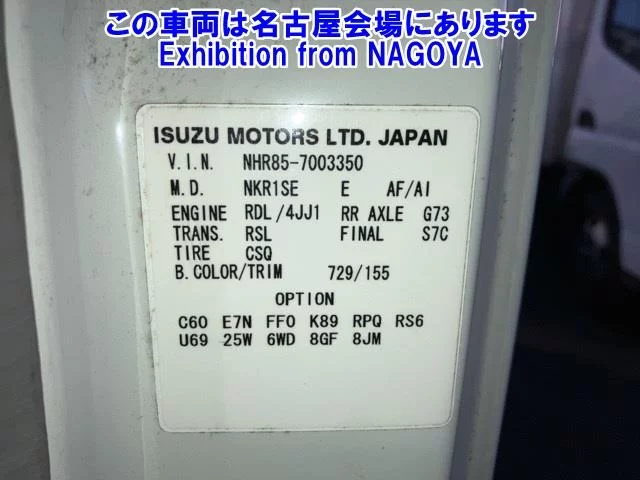 この車両は名古屋会場にあります
Exhibition from NAGOYA
ISUZU MOTORS LTD. JAPAN
V.I.N. NHR85-7003350
M.D. NKR1SE E AF/AI
ENGINE RDL/4JJ1 RR AXLE G73
TRANS. RSL FINAL S7C
TIRE CSQ
B.COLOR/TRIM 729/155
OPTION
C60 E7N FF0 K89 RPQ RS6
U69 25W 6WD 8GF 8JM